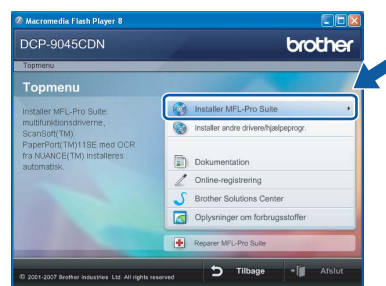 Macromedia Flash Player 8
DCP-9045CDN
brother
Topmenu
Topmenu
Installer MFL-Pro Suite:
multifunktionsdriverne,
ScanSoft(TM)
PaperPort(TM)11SE med OCR
fra NUANCE(TM) installeres
automatisk.
Installer MFL-Pro Suite
Installer andre drivere/hjælpeprogr.
Dokumentation
Online-registrering
Brother Solutions Center
Oplysninger om forbrugsstoffer
Reparer MFL-Pro Suite
© 2001-2007 Brother Industries Ltd. All rights reserved
Tilbage
Afslut